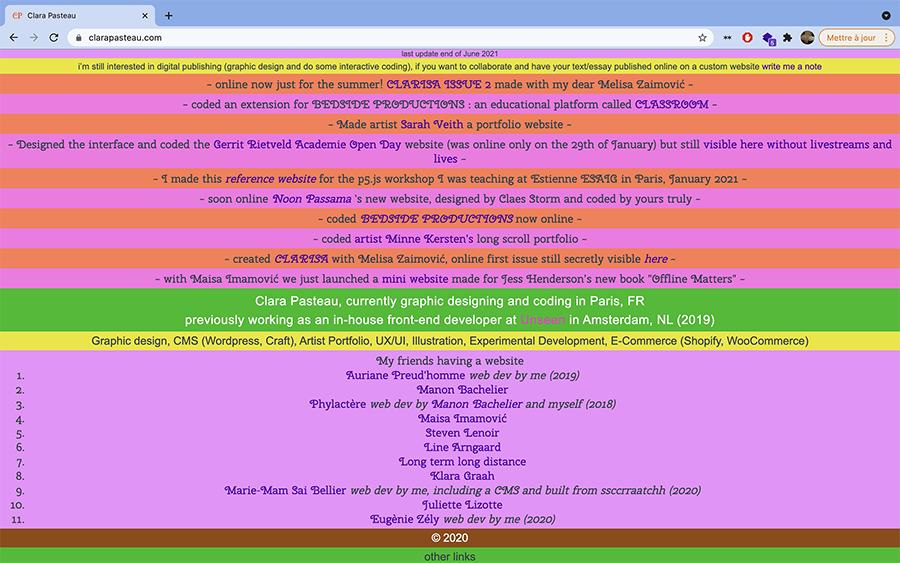 Clara Pasteau
clarapasteau.com
6
Mettre à jour
last update end of June 2021
i'm still interested in digital publishing (graphic design and do some interactive coding), if you want to collaborate and have your text/essay published online on a custom website write me a note
~ online now just for the summer! CLARISA ISSUE 2 made with my dear Melisa Zaimović ~
~ coded an extension for BEDSIDE PRODUCTIONS : an educational platform called CLASSROOM ~
~ Made artist Sarah Veith a portfolio website ~
~ Designed the interface and coded the Gerrit Rietveld Academie Open Day website (was online only on the 29th of January) but still visible here without livestreams and
lives ~
~ I made this reference website for the p5.js workshop I was teaching at Estienne ESAIG in Paris, January 2021 ~
~ soon online Noon Passama 's new website, designed by Claes Storm and coded by yours truly ~
~ coded BEDSIDE PRODUCTIONS now online ~
~ coded artist Minne Kersten's long scroll portfolio ~
~ created CLARISA with Melisa Zaimović, online first issue still secretly visible here ~
~ with Maisa Imamović we just launched a mini website made for Jess Henderson's new book "Offline Matters" ~
Clara Pasteau, currently graphic designing and coding in Paris, FR
previously working as an in-house front-end developer at Unseen in Amsterdam, NL (2019)
Graphic design, CMS (Wordpress, Craft), Artist Portfolio, UX/UI, Illustration, Experimental Development, E-Commerce (Shopify, WooCommerce)
My friends having a website
1. Auriane Preud'homme web dev by me (2019)
2. Manon Bachelier
3. Phylactère web dev by Manon Bachelier and myself (2018)
4. Maisa Imamović
5. Steven Lenoir
6. Line Arngaard
7. Long term long distance
8. Klara Graah
9. Marie-Mam Sai Bellier web dev by me, including a CMS and built from ssccrraatchh (2020)
10. Juliette Lizotte
11. Eugènie Zély web dev by me (2020)
© 2020
other links